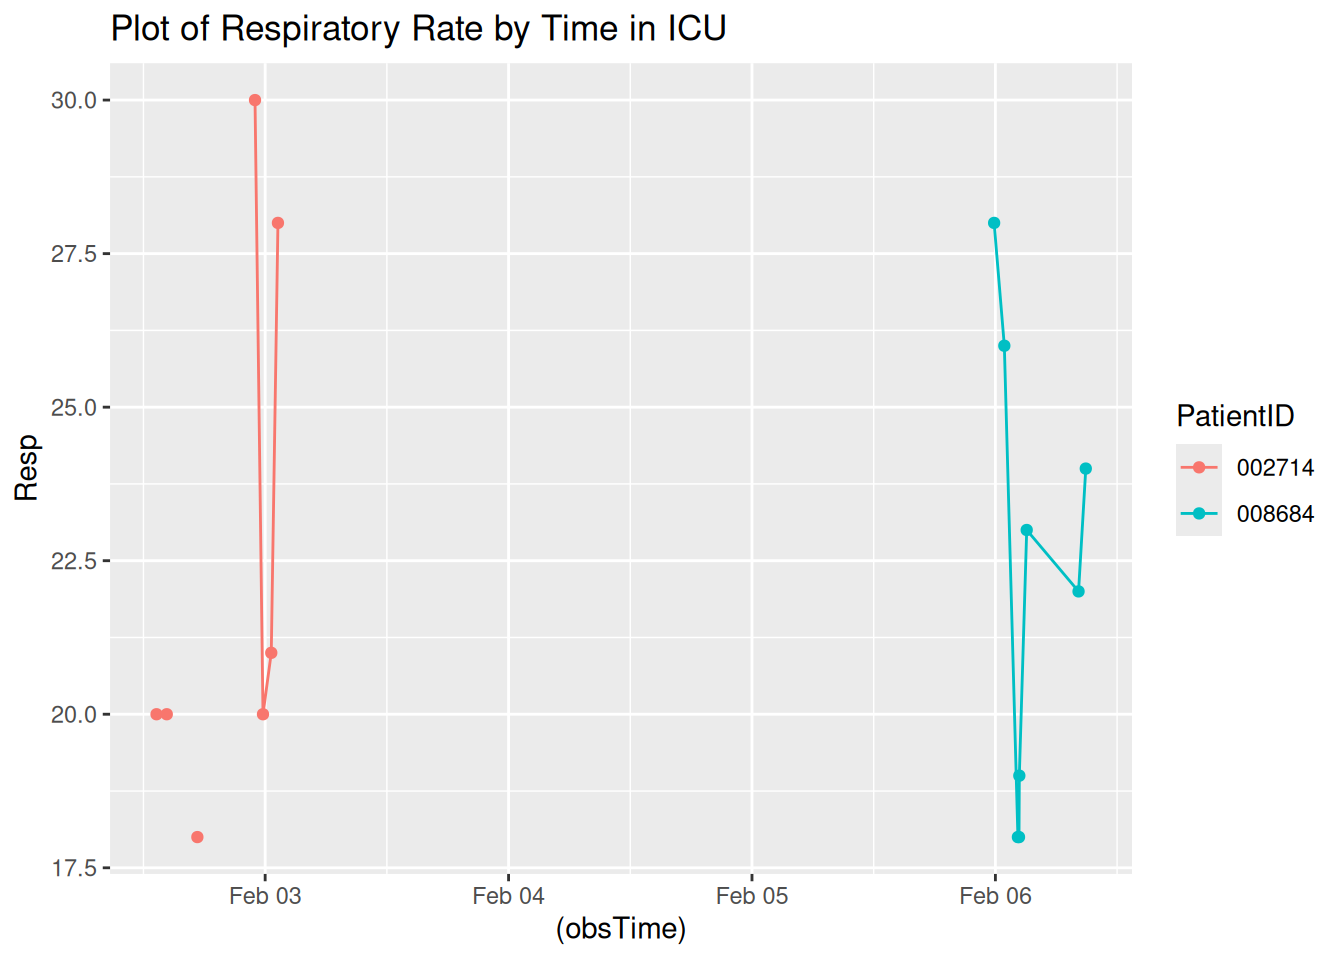 Plot of Respiratory Rate by Time in ICU
30.0
27.5
25.0
22.5
20.0
17.5
Resp
Feb 03 Feb 04 Feb 05 Feb 06
(obsTime)
PatientID
002714
008684